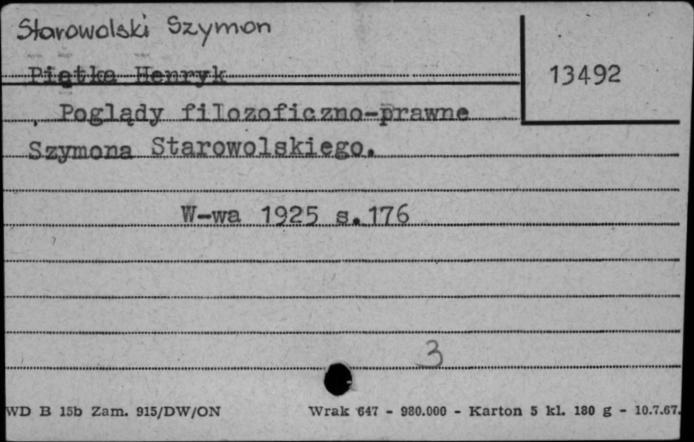 Starowolski Szymon
Piątka Henryk
13492
Poglądy filozoficzno-prawne
Szymona Starowolskiego.
W-wa 1925 s.176
3
WD B 15b Zam. 915/DW/ON
Wrak 647 - 980.000 - Karton 5 kl. 180 g - 10.7.67.